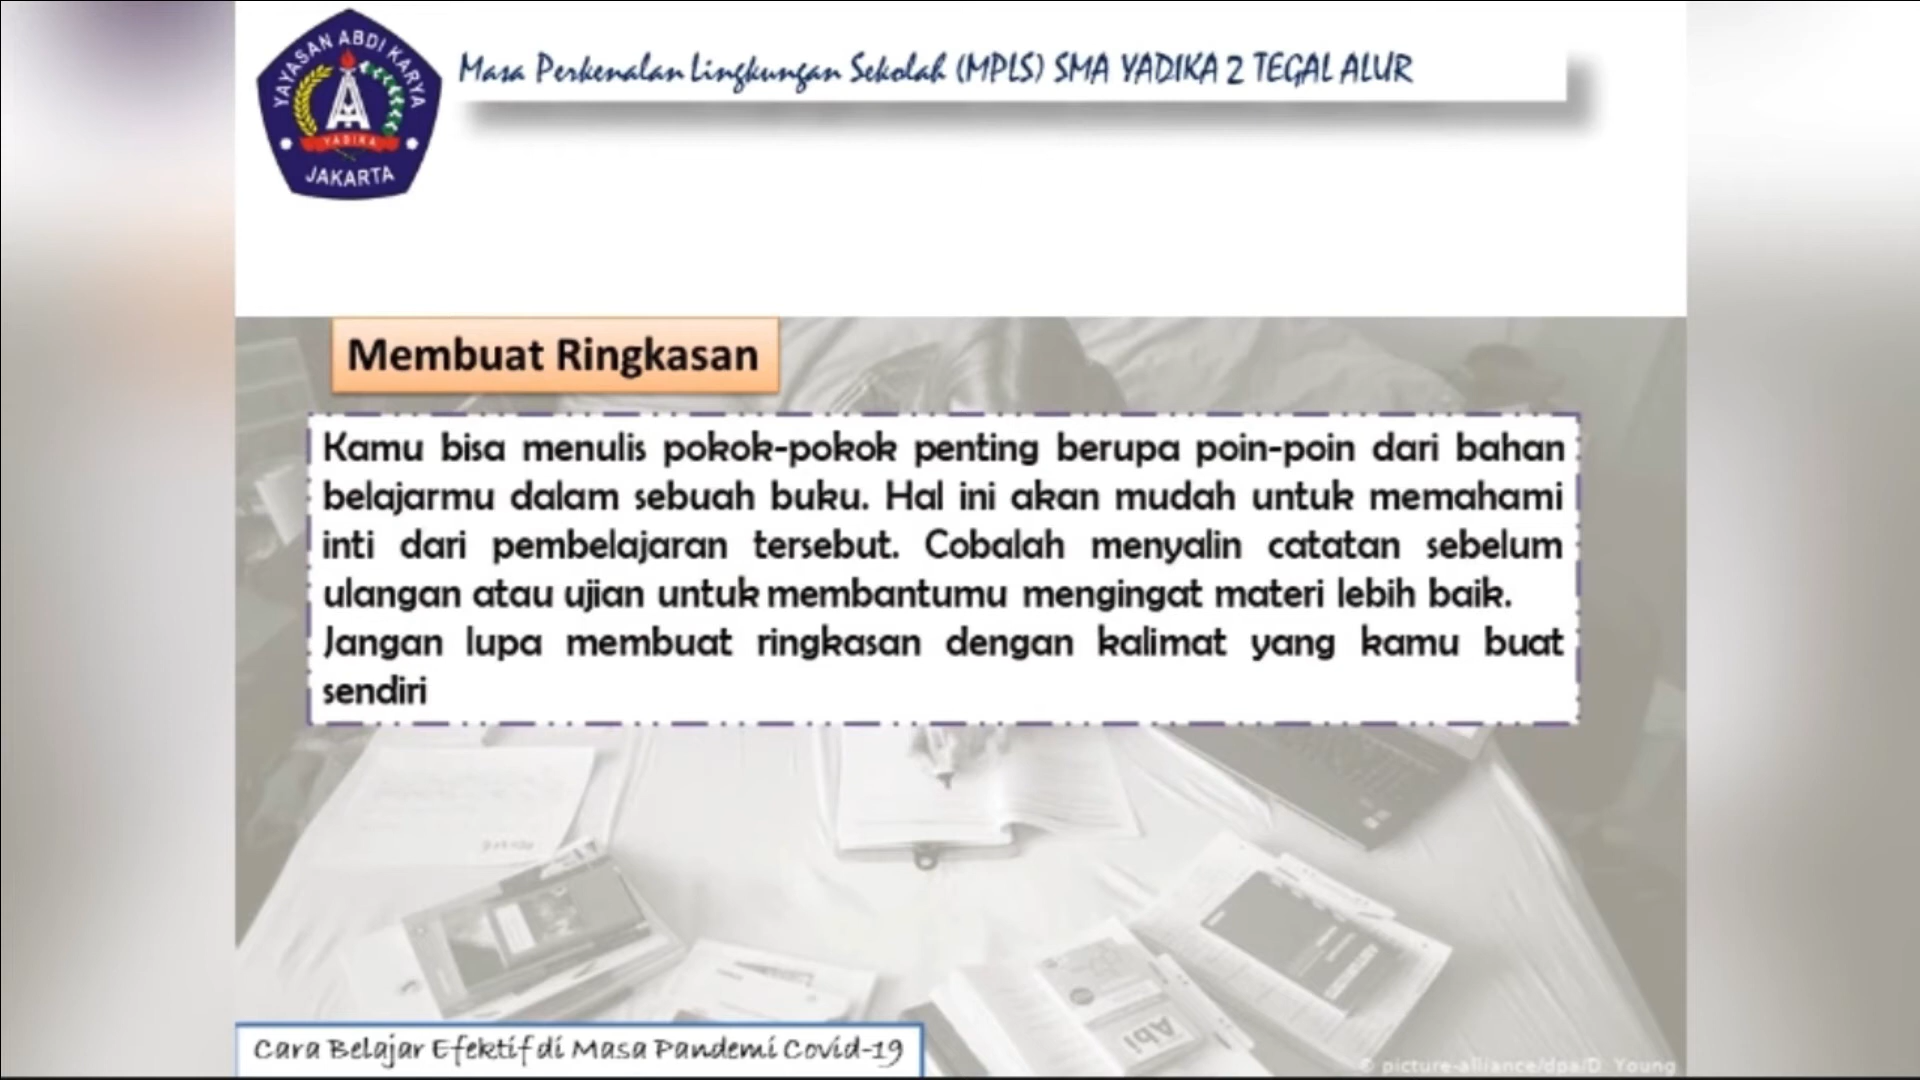 YAYASAN ABDI KARYA
YADIKA
JAKARTA
Masa Perkenalan Lingkungan Sekolah (MPLS) SMA YADIKA 2 TEGAL ALUR
Membuat Ringkasan
Kamu bisa menulis pokok-pokok penting berupa poin-poin dari bahan
belajarmu dalam sebuah buku. Hal ini akan mudah untuk memahami
inti dari pembelajaran tersebut. Cobalah menyalin catatan sebelum
ulangan atau ujian untuk membantumu mengingat materi lebih baik.
Jangan lupa membuat ringkasan dengan kalimat yang kamu buat
sendiri
Abi
Cara Belajar Efektif di Masa Pandemi Covid-19
© picture-alliance/dpa/D. Young